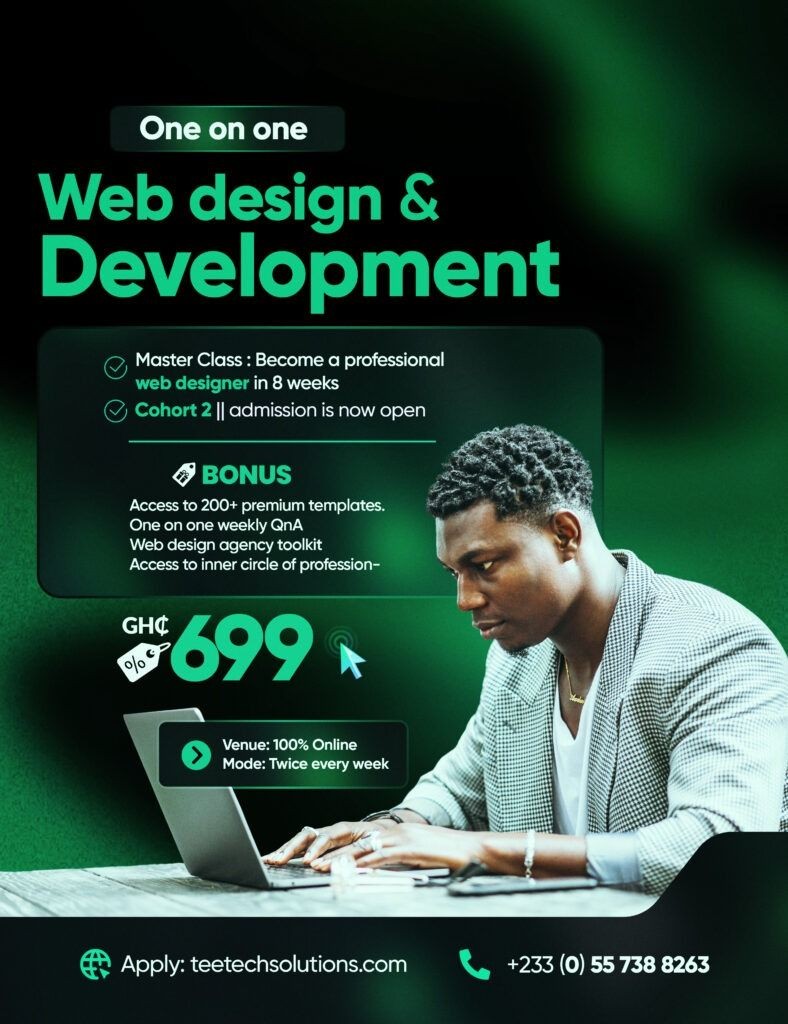 One on one
Web design &
Development
Master Class : Become a professional
web designer in 8 weeks
Cohort 2 || admission is now open
BONUS
Access to 200+ premium templates.
One on one weekly QnA
Web design agency toolkit
Access to inner circle of profession-
GH₵
%
699
Venue: 100% Online
Mode: Twice every week
Apply: teetechsolutions.com
+233 (0) 55 738 8263